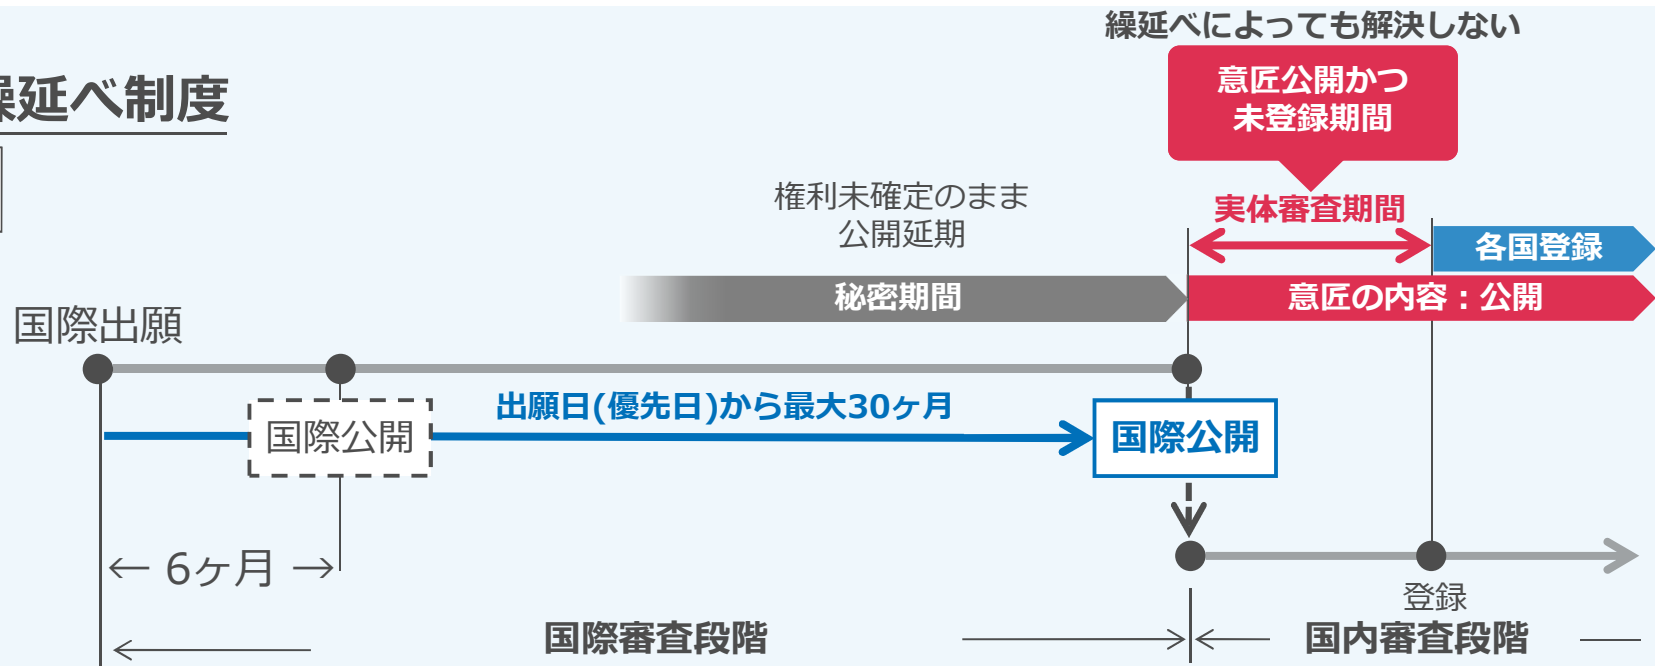 繰延べによっても解決しない
意匠公開かつ
未登録期間
繰延べ制度
権利未確定のまま
公開延期
実体審査期間
各国登録
秘密期間
意匠の内容:公開
国際出願
出願日(優先日)から最大30ヶ月
国際公開
国際公開
← 6ヶ月 →
登録
国際審査段階
国内審査段階